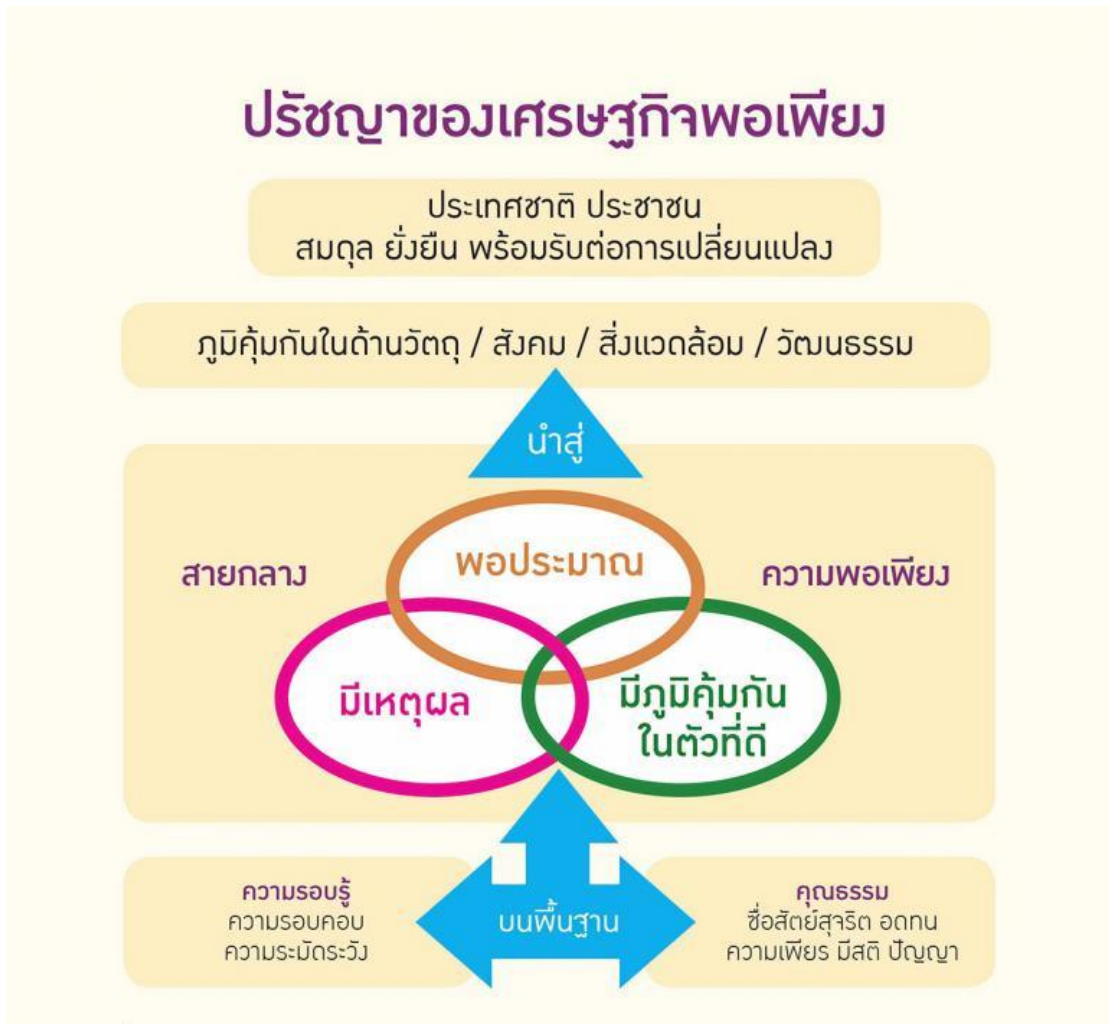 ปรัชญาของเศรษฐกิจพอเพียง
ประเทศชาติ ประชาชน
สมดุล ยั่งยืน พร้อมรับต่อการเปลี่ยนแปลง
ภูมิคุ้มกันในด้านวัตถุ / สังคม / สิ่งแวดล้อม / วัฒนธรรม
นำสู่
สายกลาง
พอประมาณ
ความพอเพียง
มีเหตุผล
มีภูมิคุ้มกัน
ในตัวที่ดี
ความรอบรู้
ความรอบคอบ
ความระมัดระวัง
บนพื้นฐาน
คุณธรรม
ซื่อสัตย์สุจริต อดทน
ความเพียร มีสติ ปัญญา